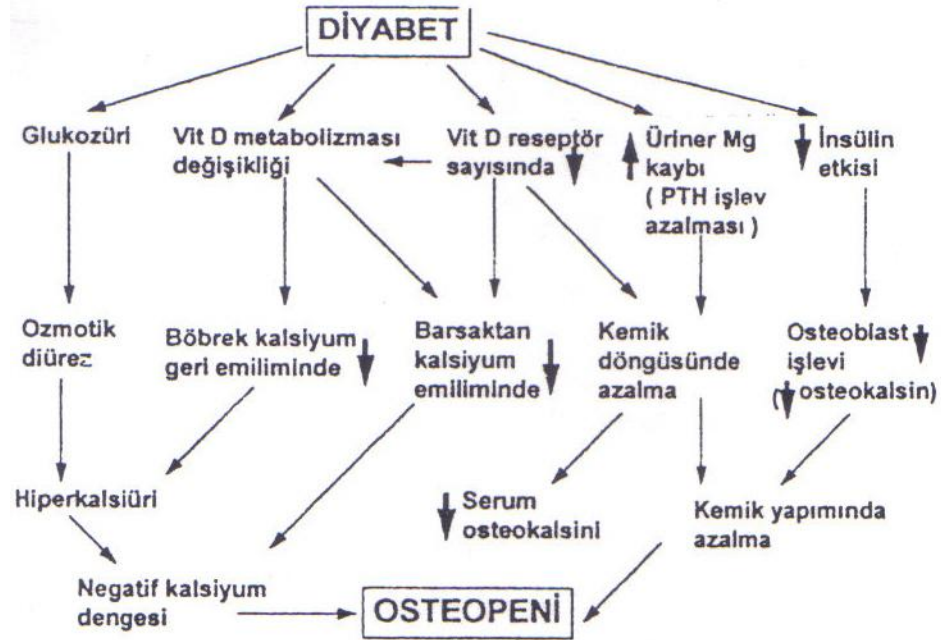 DİYABET
Glukozüri
Vit D metabolizması
değişikliği
Vit D reseptör
sayısında
Üriner Mg
kaybı
( PTH işlev
azalması )
İnsülin
etkisi
Ozmotik
diürez
Böbrek kalsiyum
geri emiliminde
Barsaktan
kalsiyum
emiliminde
Kemik
döngüsünde
azalma
Osteoblast
işlevi
( osteokalsin)
Hiperkalsiüri
Serum
osteokalsini
Kemik yapımında
azalma
Negatif kalsiyum
dengesi
OSTEOPENİ